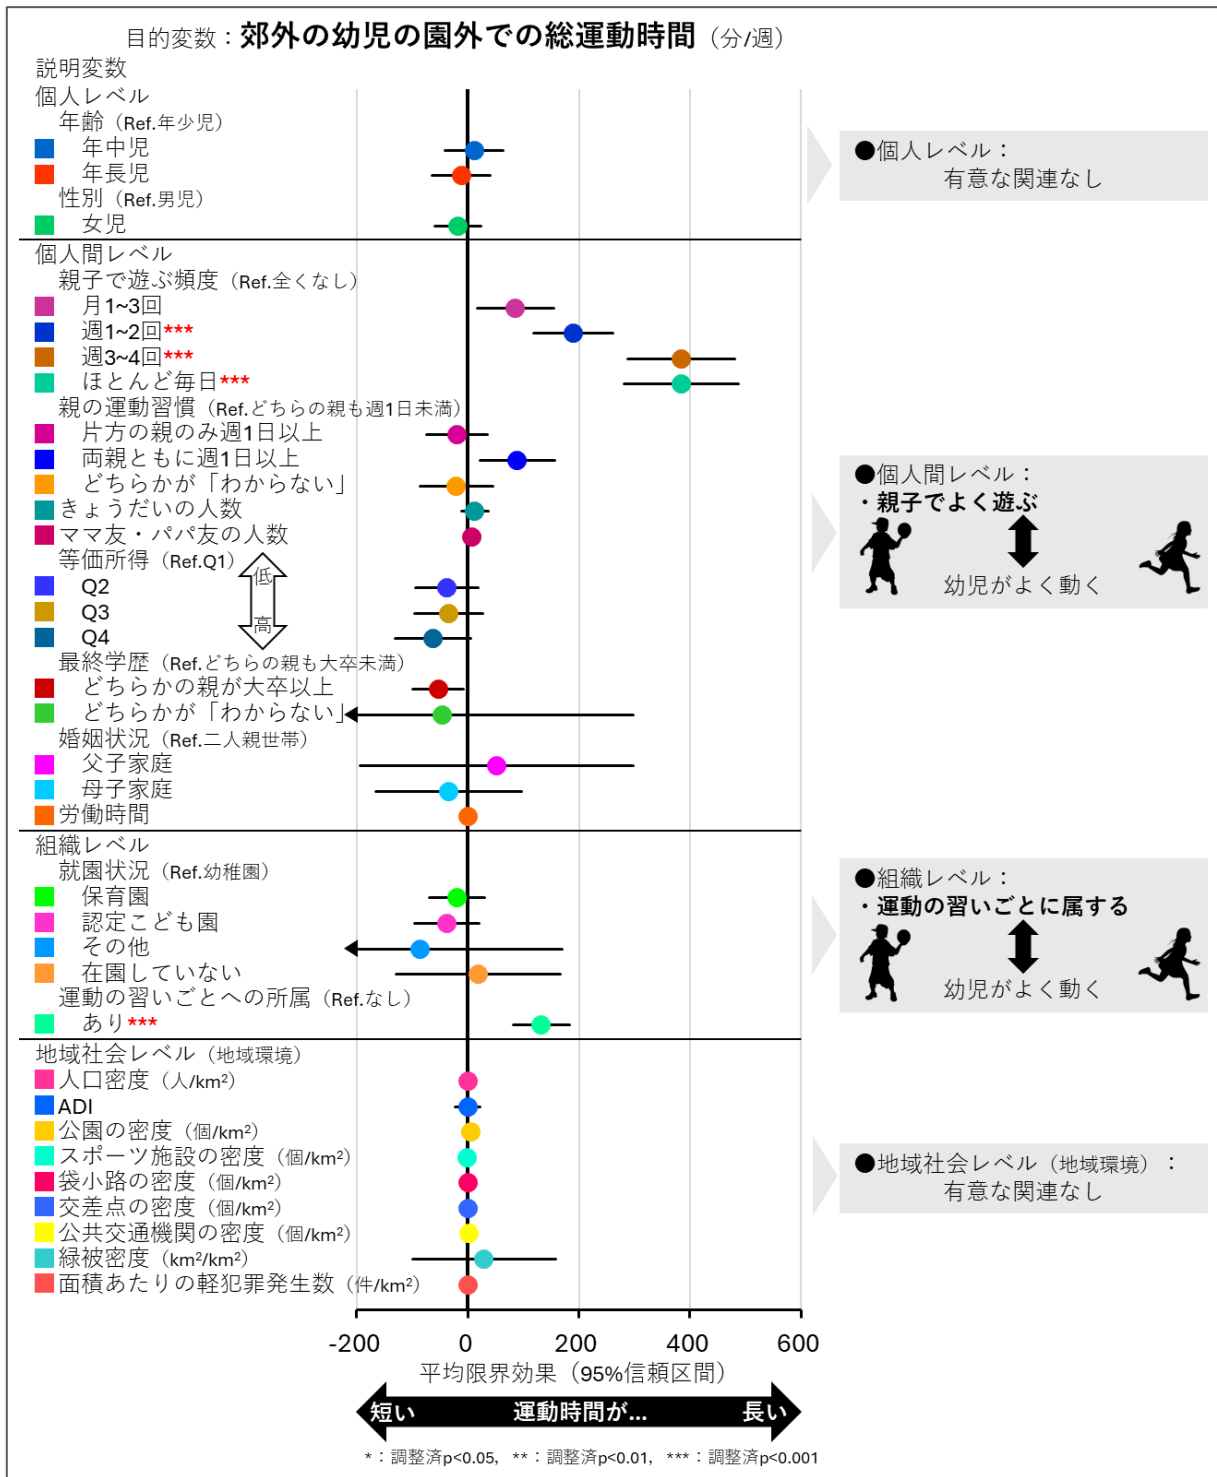 目的変数：郊外の幼児の園外での総運動時間（分/週）
説明変数
個人レベル
年齢（Ref.年少児）
年中児
年長児
性別（Ref.男児）
女児
●個人レベル：
有意な関連なし
個人間レベル
親子で遊ぶ頻度（Ref.全くなし）
月1~3回
週1~2回***
週3~4回***
ほとんど毎日***
親の運動習慣（Ref.どちらの親も週1日未満）
片方の親のみ週1日以上
両親ともに週1日以上
どちらかが「わからない」
きょうだいの人数
ママ友・パパ友の人数
等価所得（Ref.Q1）
低
高
Q2
Q3
Q4
最終学歴（Ref.どちらの親も大卒未満）
どちらかの親が大卒以上
どちらかが「わからない」
婚姻状況（Ref.二人親世帯）
父子家庭
母子家庭
労働時間
●個人間レベル：
・親子でよく遊ぶ
幼児がよく動く
組織レベル
就園状況（Ref.幼稚園）
保育園
認定こども園
その他
在園していない
運動の習いごとへの所属（Ref.なし）
あり***
●組織レベル：
・運動の習いごとに属する
幼児がよく動く
地域社会レベル（地域環境）
人口密度（人/km²）
ADI
公園の密度（個/km²）
スポーツ施設の密度（個/km²）
袋小路の密度（個/km²）
交差点の密度（個/km²）
公共交通機関の密度（個/km²）
緑被密度（km²/km²）
面積あたりの軽犯罪発生数（件/km²）
●地域社会レベル（地域環境）：
有意な関連なし
-200 0 200 400 600
平均限界効果（95%信頼区間）
短い 運動時間が... 長い
*：調整済p<0.05, **：調整済p<0.01, ***：調整済p<0.001